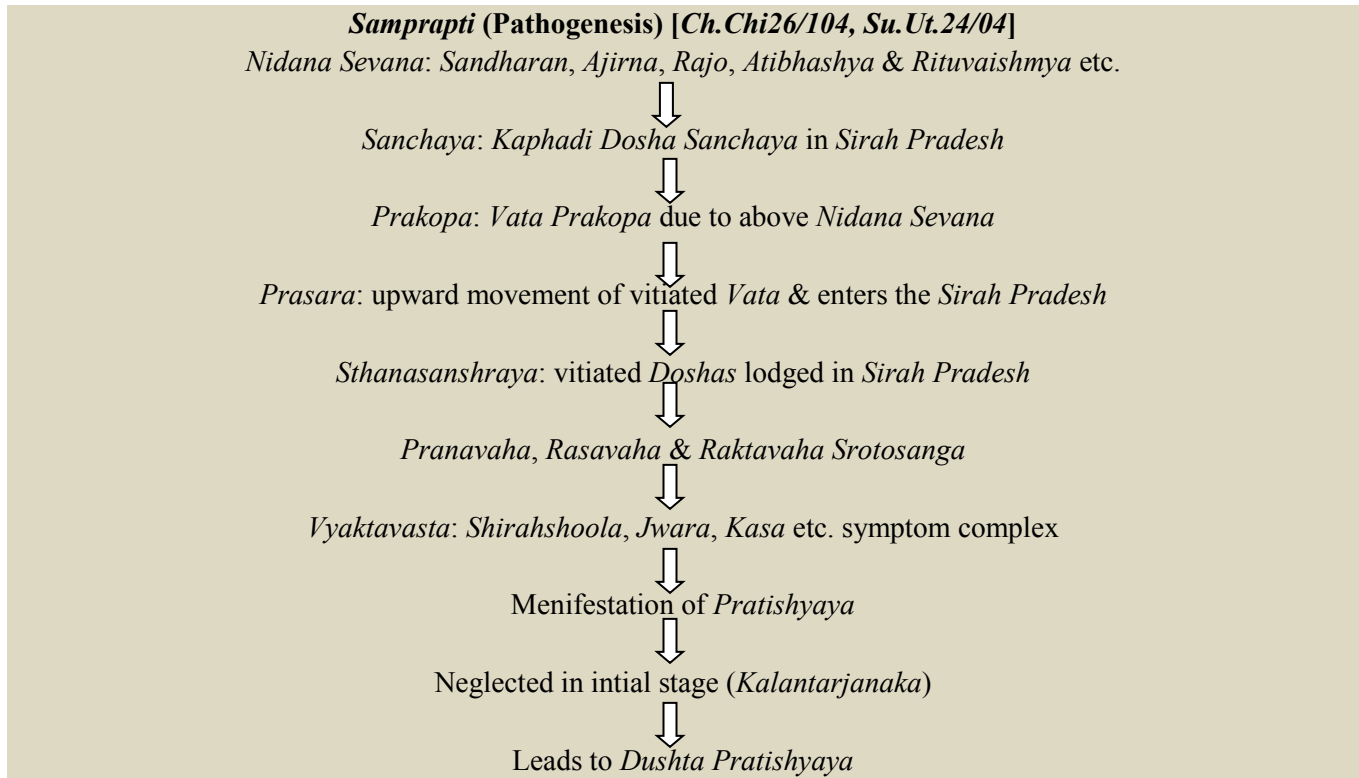 Samprapti (Pathogenesis) [Ch.Chi26/104, Su.Ut.24/04]
Nidana Sevana: Sandharan, Ajirna, Rajo, Atibhashya & Rituvaishmya etc.
Sanchaya: Kaphadi Dosha Sanchaya in Sirah Pradesh
Prakopa: Vata Prakopa due to above Nidana Sevana
Prasara: upward movement of vitiated Vata & enters the Sirah Pradesh
Sthanasanshraya: vitiated Doshas lodged in Sirah Pradesh
Pranavaha, Rasavaha & Raktavaha Srotosanga
Vyaktavasta: Shirahshoola, Jwara, Kasa etc. symptom complex
Menifestation of Pratishyaya
Neglected in intial stage (Kalantarjanaka)
Leads to Dushta Pratishyaya